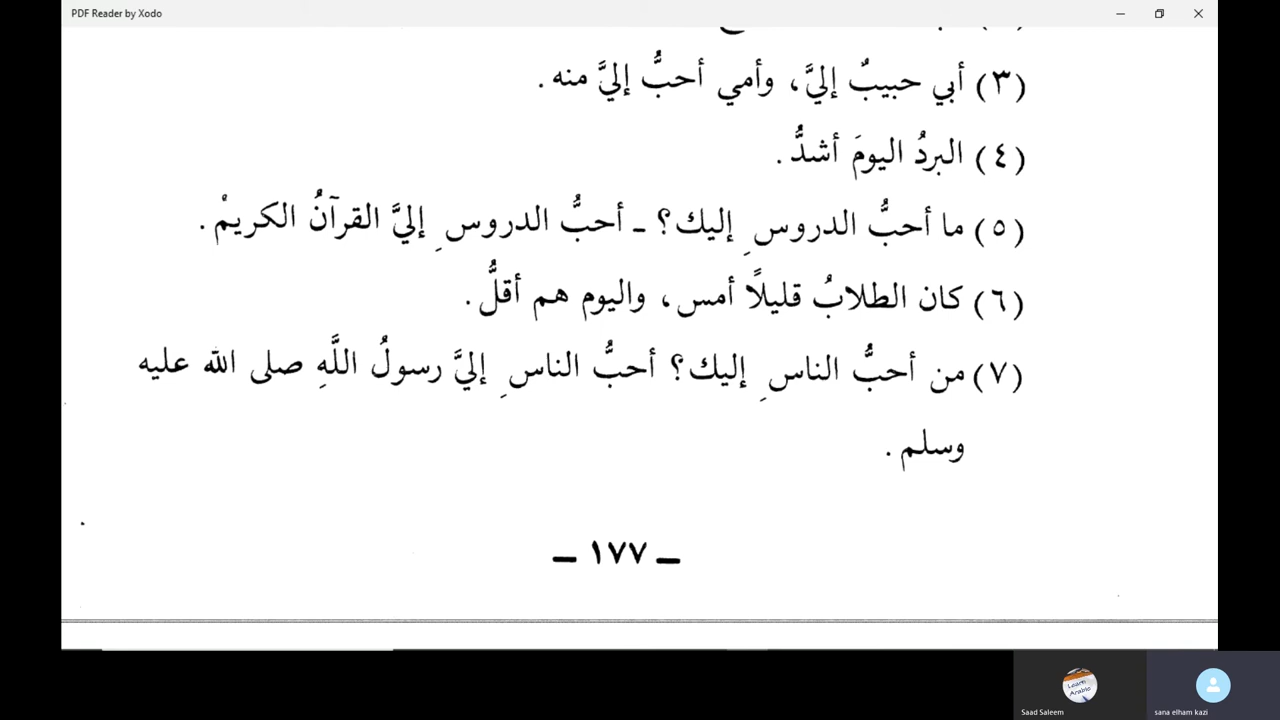 PDF Reader by Xodo
(٣) أبي حبيبٌ إليَّ، وأمي أحبُّ إليَّ منه.
(٤) البردُ اليومَ أشدُّ.
(٥) ما أحبُّ الدروسِ إليك؟ ـ أحبُّ الدروسِ إليَّ القرآنُ الكريمْ.
(٦) كان الطلابُ قليلاً أمس، واليوم هم أقلُّ.
(٧) من أحبُّ الناسِ إليك؟ أحبُّ الناسِ إليَّ رسولُ اللَّهِ صلى الله عليه
وسلم.
ـ ١٧٧ ـ
Learn
Arabic
Saad Saleem
sana elham kazi